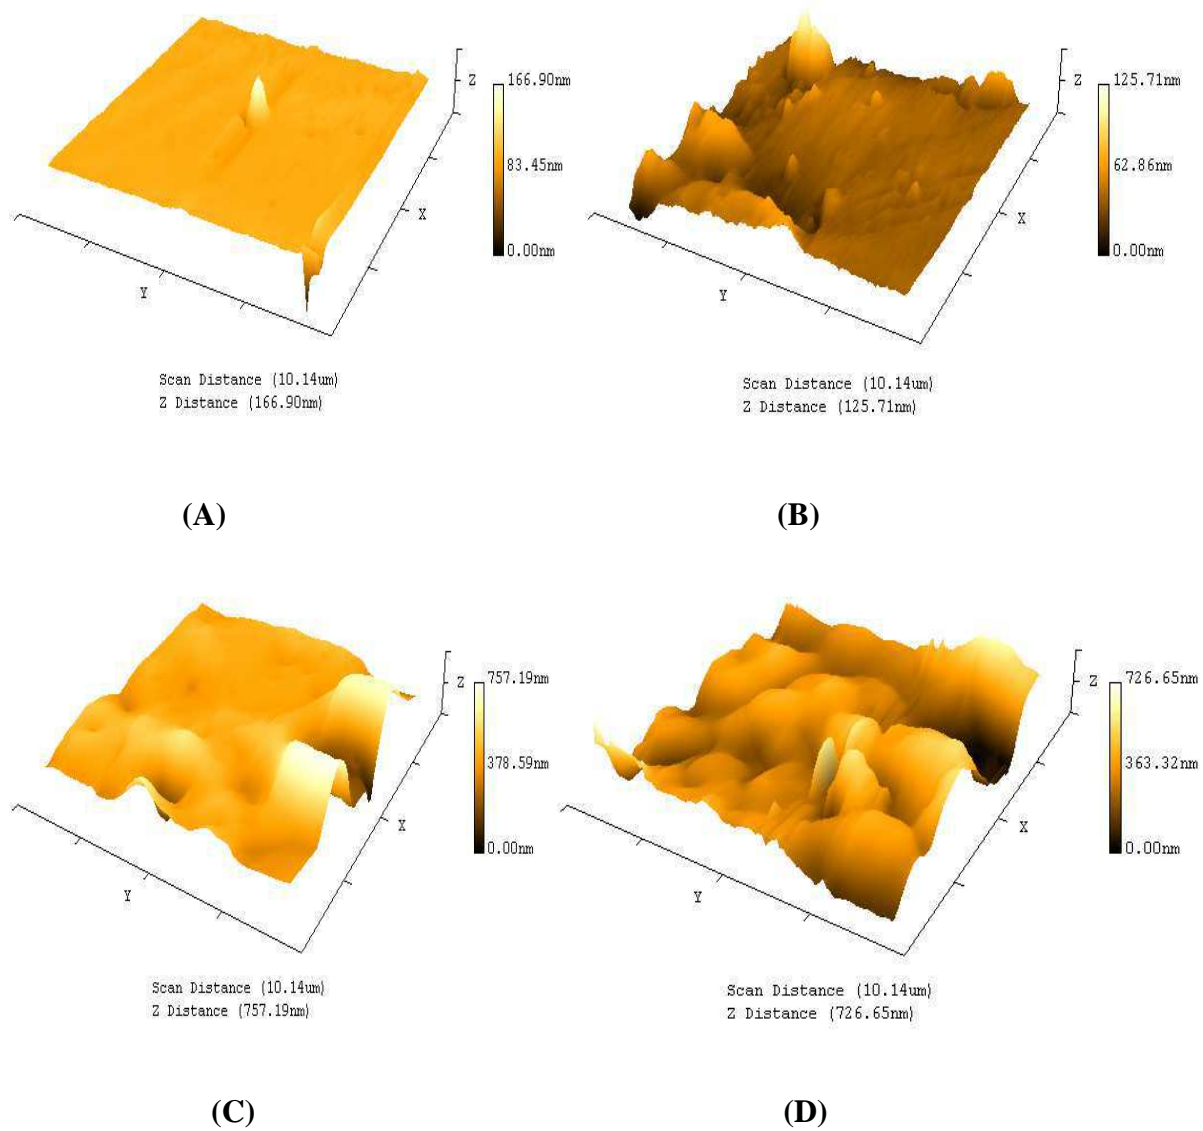 Z
166.90nm
83.45nm
0.00nm
X
Y
Scan Distance (10.14um)
Z Distance (166.90nm)
(A)
Z
125.71nm
62.86nm
0.00nm
X
Y
Scan Distance (10.14um)
Z Distance (125.71nm)
(B)
Z
757.19nm
378.59nm
0.00nm
X
Y
Scan Distance (10.14um)
Z Distance (757.19nm)
(C)
Z
726.65nm
363.32nm
0.00nm
X
Y
Scan Distance (10.14um)
Z Distance (726.65nm)
(D)